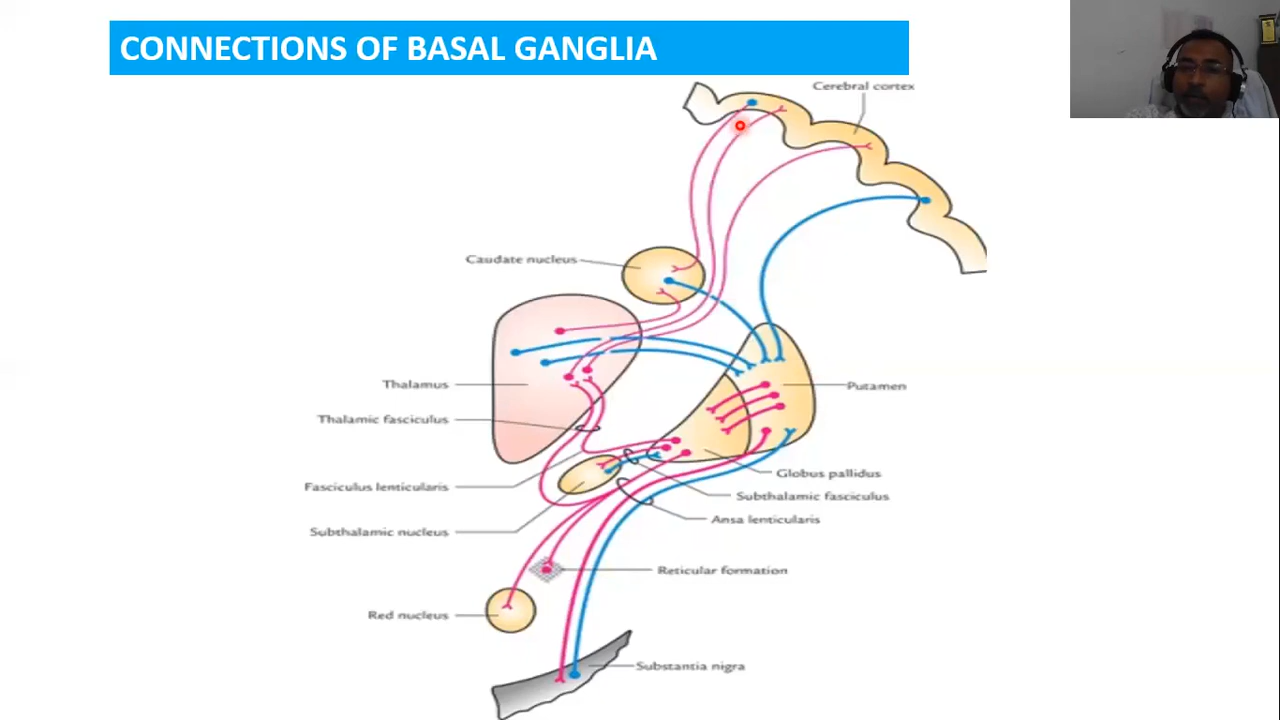 CONNECTIONS OF BASAL GANGLIA
Cerebral cortex
Caudate nucleus
Thalamus
Putamen
Thalamic fasciculus
Globus pallidus
Fasciculus lenticularis
Subthalamic fasciculus
Ansa lenticularis
Subthalamic nucleus
Reticular formation
Red nucleus
Substantia nigra